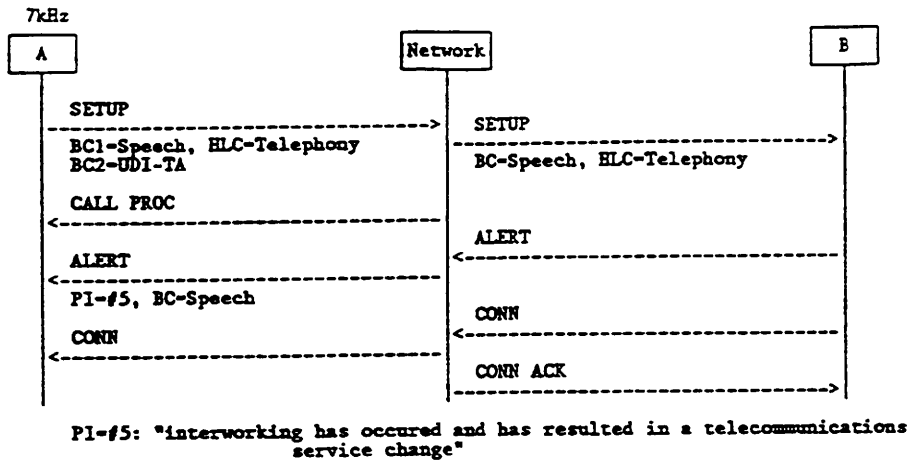 7kHz
A
Network
B
SETUP
BC1=Speech, HLC=Telephony
BC2=UDI-TA
SETUP
BC=Speech, HLC=Telephony
CALL PROC
ALERT
ALERT
PI=#5, BC=Speech
CONN
CONN
CONN ACK
PI=#5: "interworking has occured and has resulted in a telecommunications
service change"